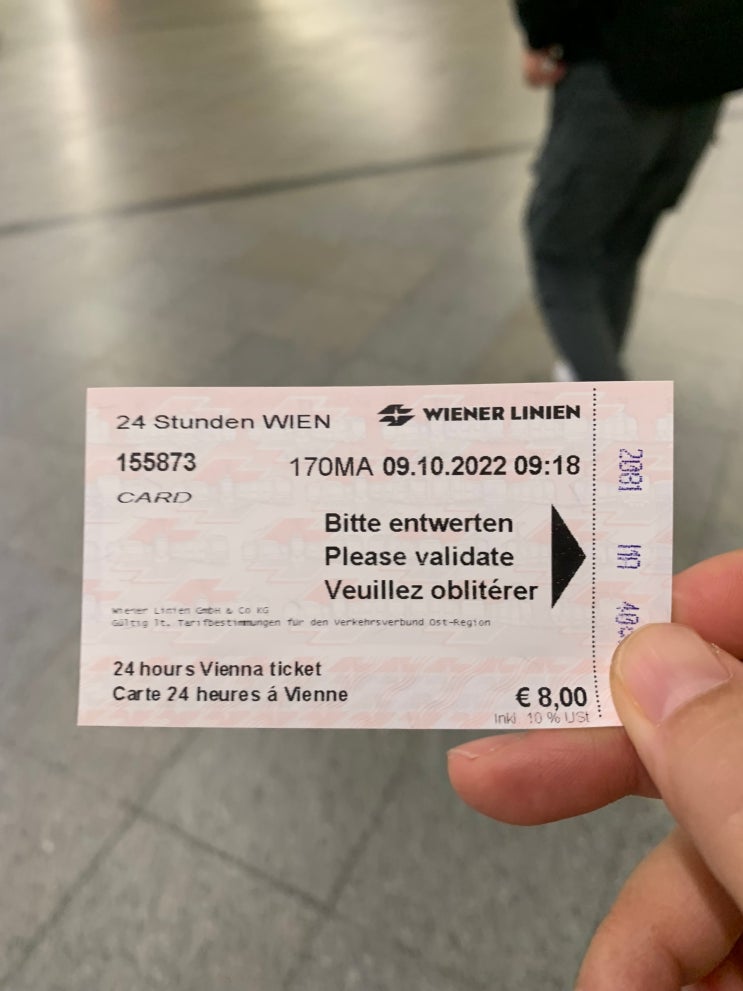 24 Stunden WIEN
WIENER LINIEN
155873
170MA 09.10.2022 09:18
CARD
Bitte entwerten
Please validate
Veuillez oblitérer
Wiener Linien GmbH & Co KG
Gültig lt. Tarifbestimmungen für den Verkehrsverbund Ost-Region
24 hours Vienna ticket
Carte 24 heures á Vienne
€ 8,00
Inkl. 10 % USt